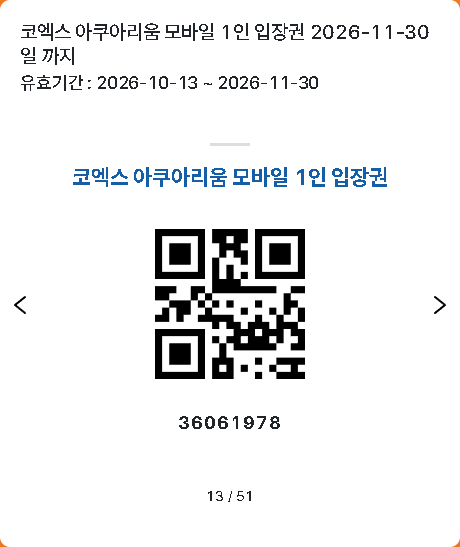 코엑스 아쿠아리움 모바일 1인 입장권 2026-11-30
일 까지
유효기간 : 2026-10-13 ~ 2026-11-30
코엑스 아쿠아리움 모바일 1인 입장권
36061978
13 / 51